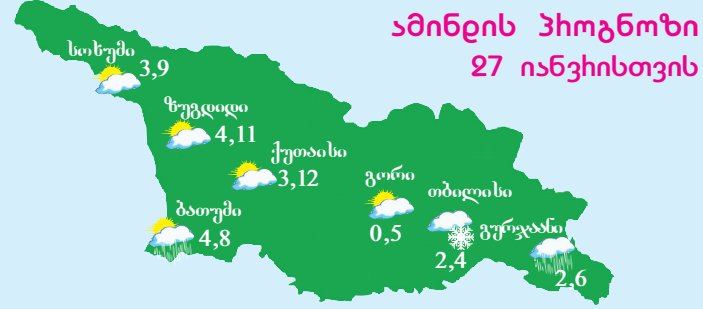 ამინდის პროგნოზი
27 იანვრისთვის
სოხუმი
3,9
ზუგდიდი
4,11
ქუთაისი
3,12
გორი
0,5
თბილისი
2,4
ბათუმი
4,8
გურჯაანი
2,6